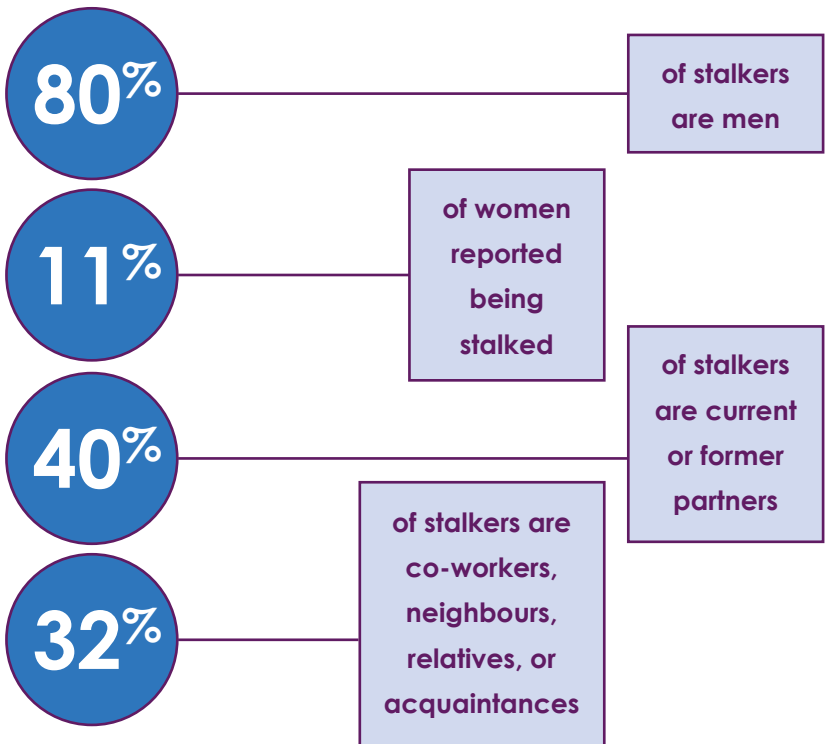 80%
of stalkers
are men
11%
of women
reported
being
stalked
40%
of stalkers
are current
or former
partners
32%
of stalkers are
co-workers,
neighbours,
relatives, or
acquaintances